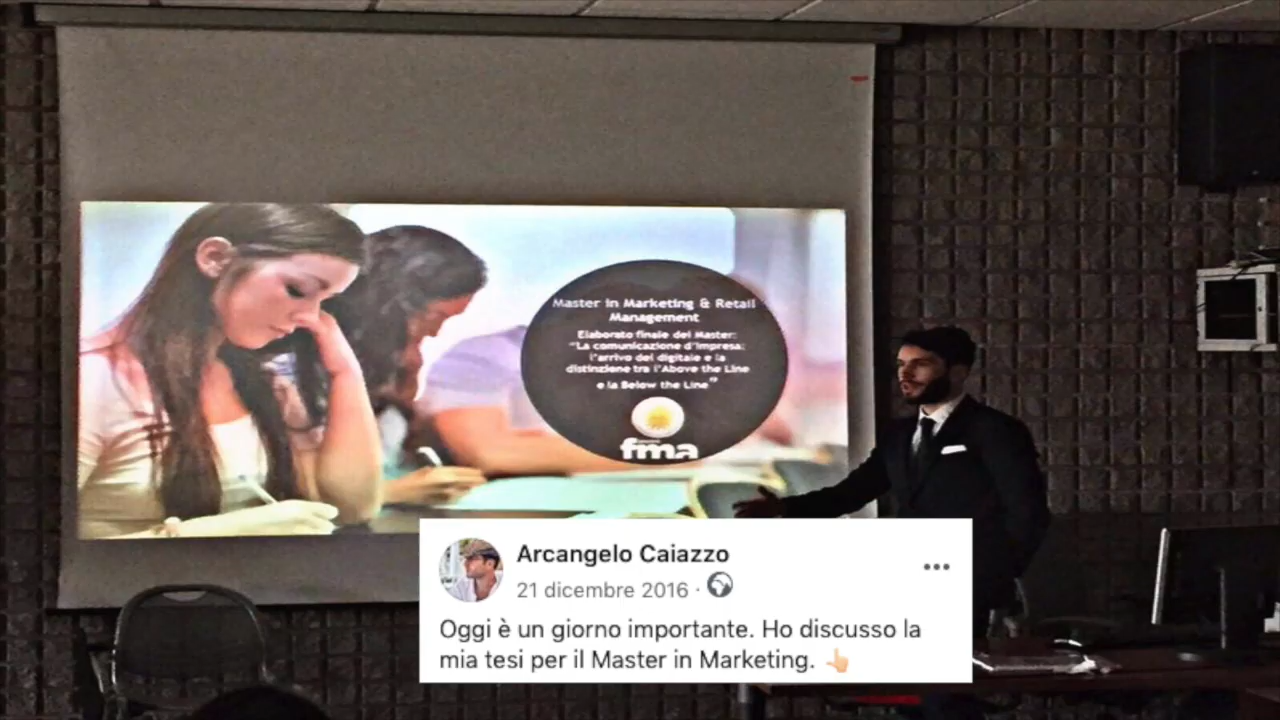 Master in Marketing & Retail
Management
Elaborato finale del Master:
"La comunicazione d'impresa:
l'arrivo del digitale e la
distinzione tra l'Above the Line
e la Below the Line"
fma
Arcangelo Caiazzo
21 dicembre 2016 ·
Oggi è un giorno importante. Ho discusso la
mia tesi per il Master in Marketing. 👆🏻